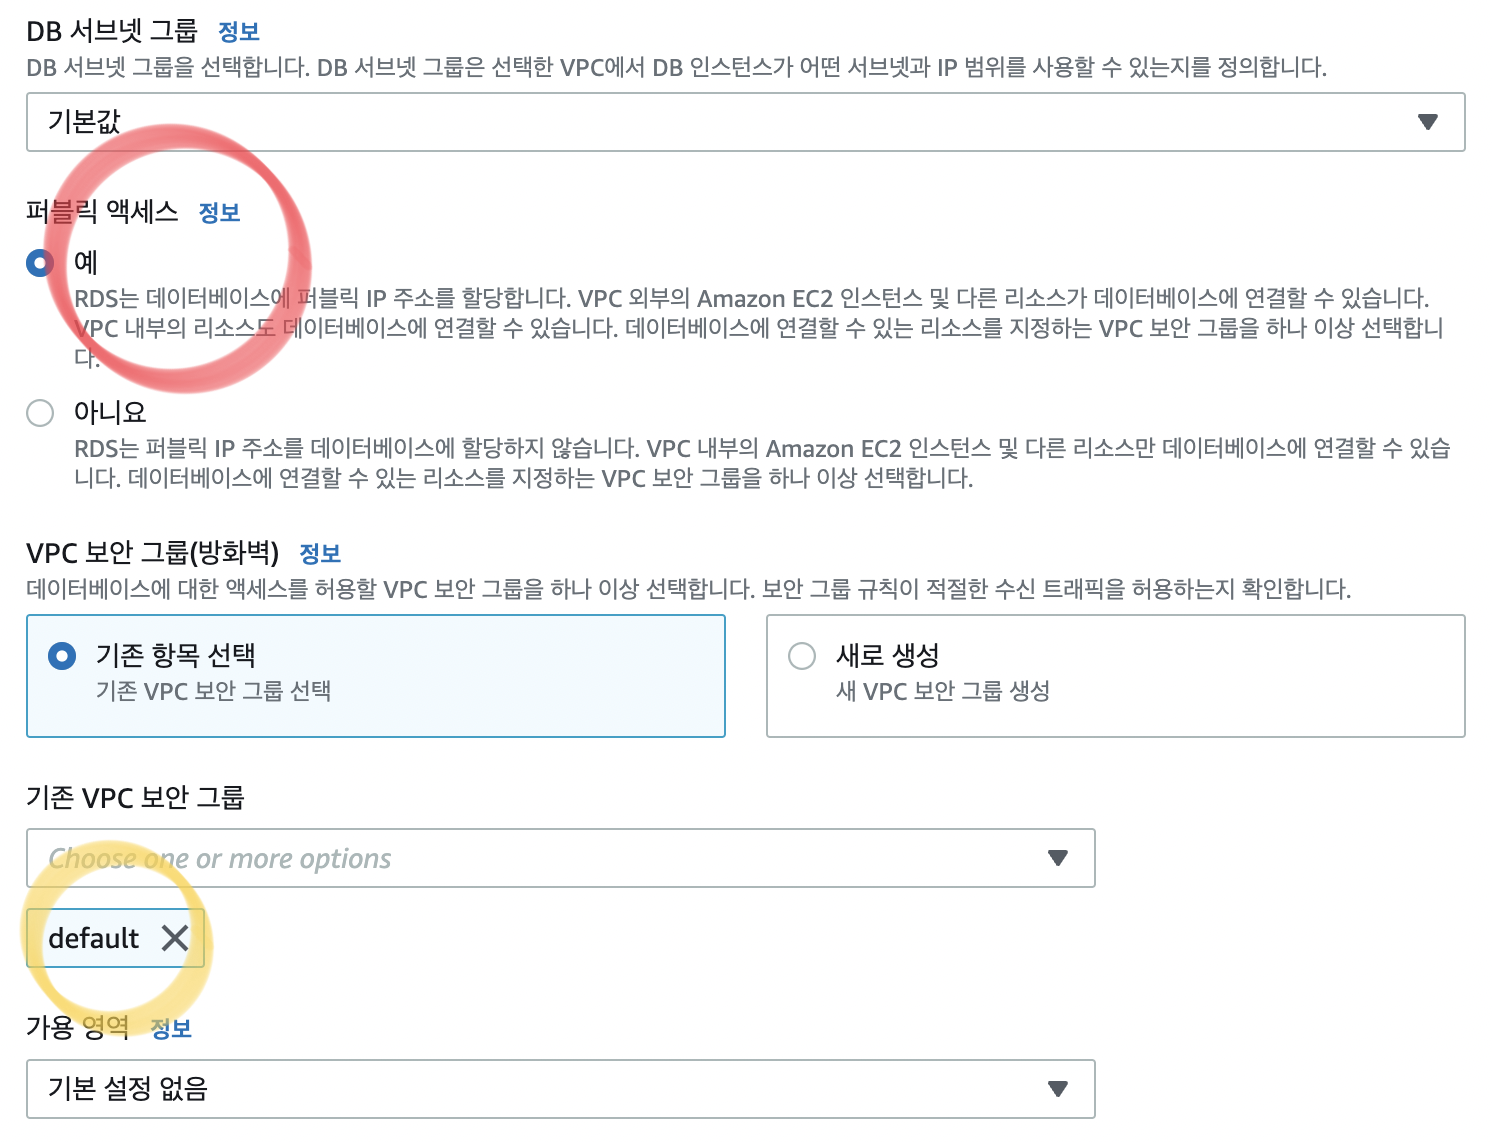 DB 서브넷 그룹 정보
DB 서브넷 그룹을 선택합니다. DB 서브넷 그룹은 선택한 VPC에서 DB 인스턴스가 어떤 서브넷과 IP 범위를 사용할 수 있는지를 정의합니다.
기본값
퍼블릭 액세스 정보
예
RDS는 데이터베이스에 퍼블릭 IP 주소를 할당합니다. VPC 외부의 Amazon EC2 인스턴스 및 다른 리소스가 데이터베이스에 연결할 수 있습니다.
VPC 내부의 리소스도 데이터베이스에 연결할 수 있습니다. 데이터베이스에 연결할 수 있는 리소스를 지정하는 VPC 보안 그룹을 하나 이상 선택합니
다.
아니요
RDS는 퍼블릭 IP 주소를 데이터베이스에 할당하지 않습니다. VPC 내부의 Amazon EC2 인스턴스 및 다른 리소스만 데이터베이스에 연결할 수 있습
니다. 데이터베이스에 연결할 수 있는 리소스를 지정하는 VPC 보안 그룹을 하나 이상 선택합니다.
VPC 보안 그룹(방화벽) 정보
데이터베이스에 대한 액세스를 허용할 VPC 보안 그룹을 하나 이상 선택합니다. 보안 그룹 규칙이 적절한 수신 트래픽을 허용하는지 확인합니다.
기존 항목 선택
기존 VPC 보안 그룹 선택
새로 생성
새 VPC 보안 그룹 생성
기존 VPC 보안 그룹
Choose one or more options
default
가용 영역 정보
기본 설정 없음